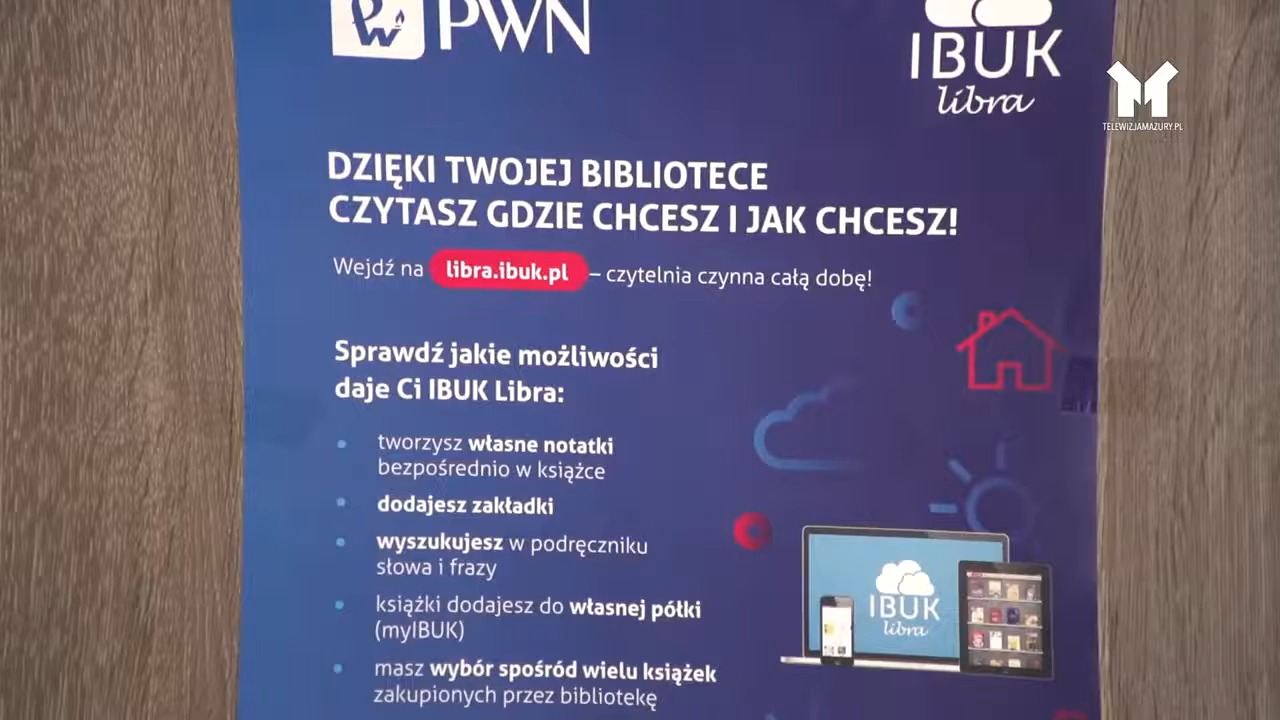 PWN
IBUK
libra
TELEWIZJAMAZURY.PL
DZIĘKI TWOJEJ BIBLIOTECE
CZYTASZ GDZIE CHCESZ I JAK CHCESZ!
Wejdź na libra.ibuk.pl – czytelnia czynna całą dobę!
Sprawdź jakie możliwości
daje Ci IBUK Libra:
• tworzysz własne notatki
bezpośrednio w książce
• dodajesz zakładki
• wyszukujesz w podręczniku
słowa i frazy
• książki dodajesz do własnej półki
(myIBUK)
• masz wybór spośród wielu książek
zakupionych przez bibliotekę
IBUK
libra